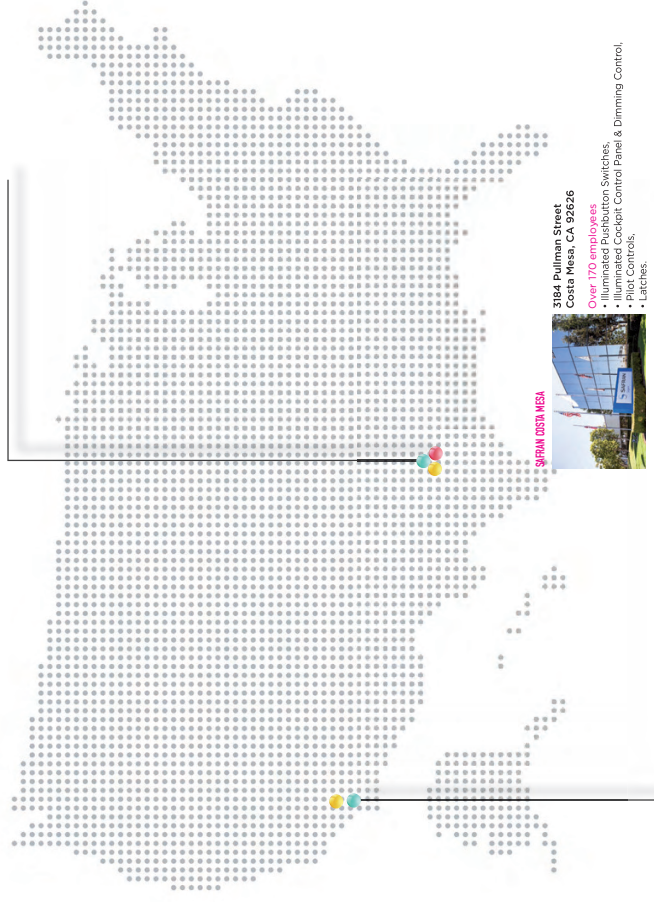 SAFRAN COSTA MESA
3184 Pullman Street
Costa Mesa, CA 92626
Over 170 employees
• Illuminated Pushbutton Switches,
• Illuminated Cockpit Control Panel & Dimming Control,
• Pilot Controls,
• Latches.
SAFRAN